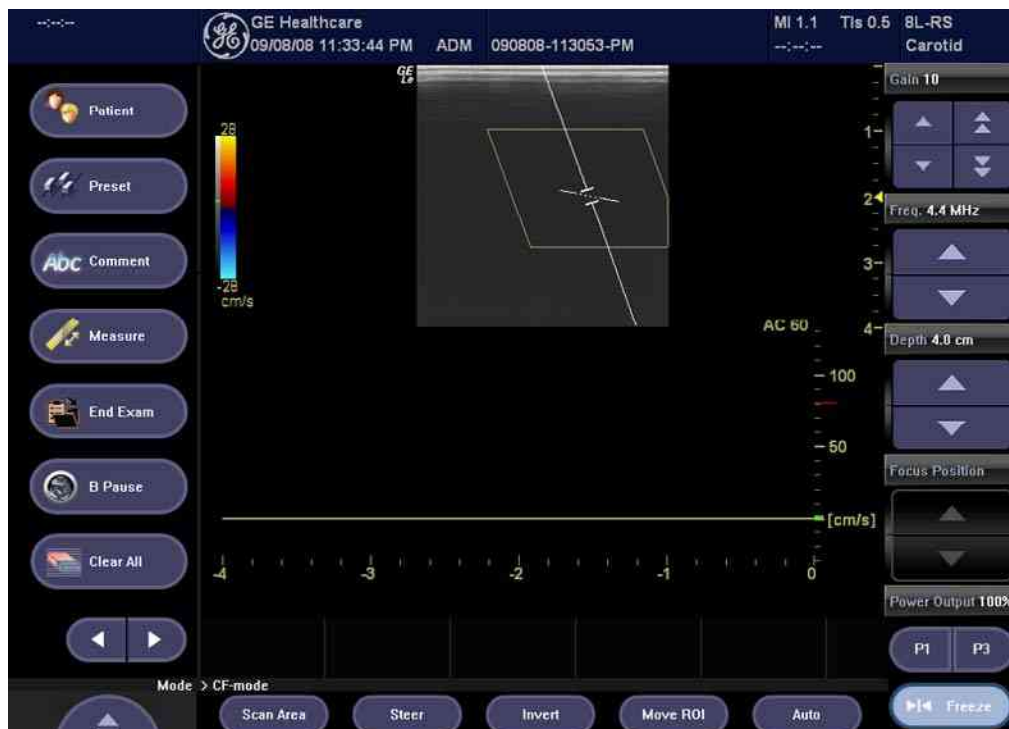 --:--:--
GE Healthcare
MI 1.1 TIs 0.5 8L-RS
09/08/08 11:33:44 PM ADM 090808-113053-PM
--:--:-- Carotid
GE
Le
Gain 10
Patient
28
1
Preset
2
Freq. 4.4 MHz
Comment
3
-28
cm/s
AC 60
4
Measure
Depth 4.0 cm
100
End Exam
50
Focus Position
B Pause
[cm/s]
Clear All
-4 -3 -2 -1 0
Power Output 100%
P1 P3
Mode > CF-mode
Scan Area Steer Invert Move ROI Auto
Freeze